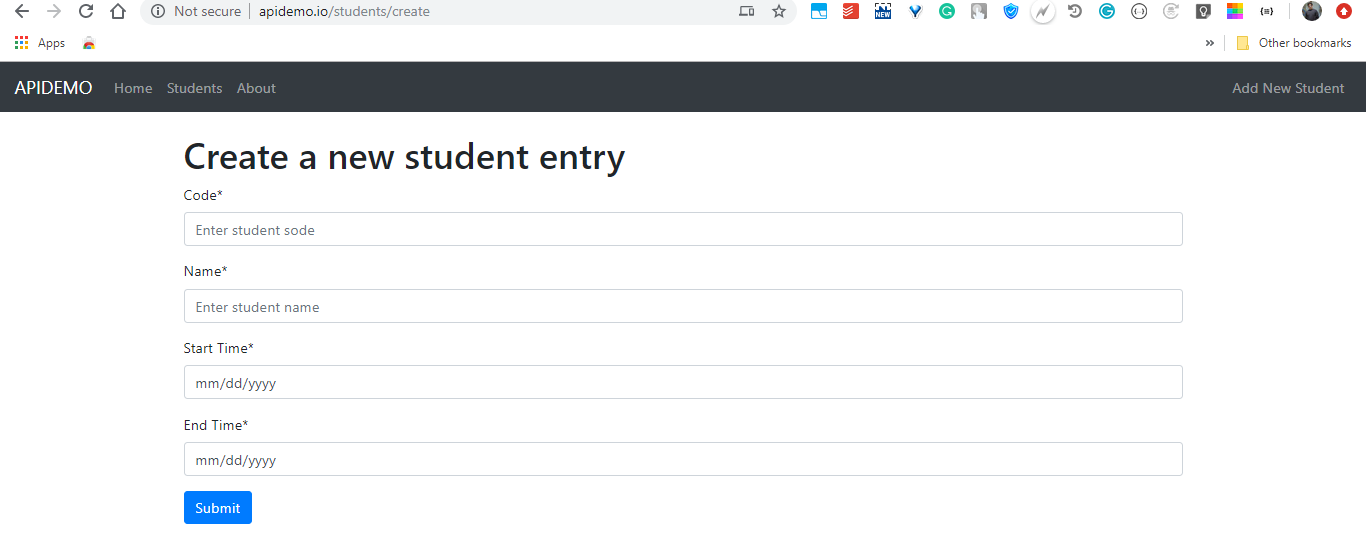 Not secure | apidemo.io/students/create
NEW
Apps
» Other bookmarks
APIDEMO Home Students About Add New Student
Create a new student entry
Code*
Enter student sode
Name*
Enter student name
Start Time*
mm/dd/yyyy
End Time*
mm/dd/yyyy
Submit